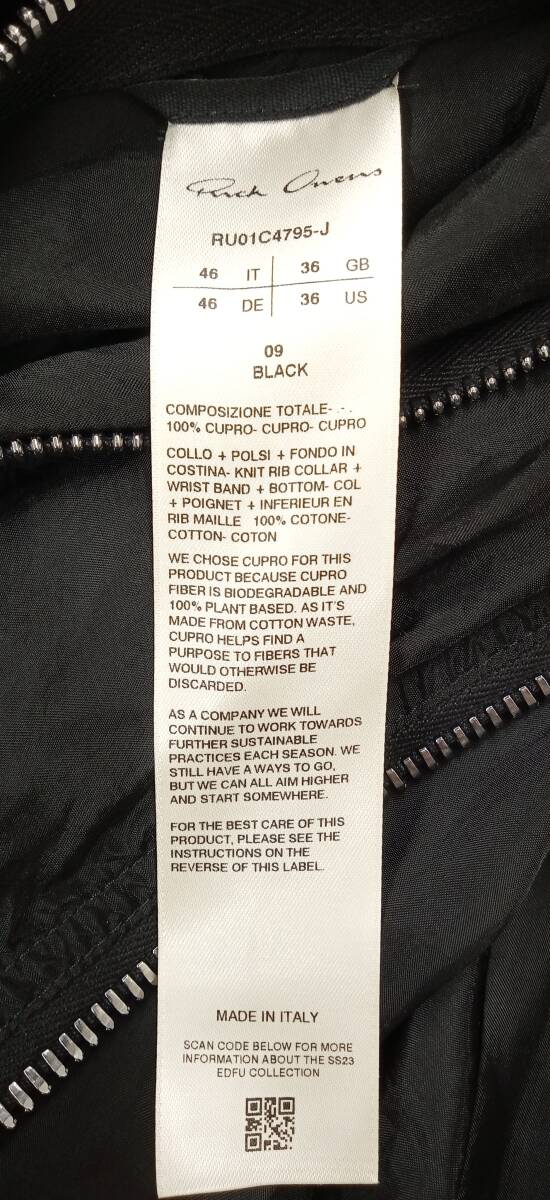 Rick Owens
RU01C4795-J
46 IT 36 GB
46 DE 36 US
09
BLACK
COMPOSIZIONE TOTALE- -.
100% CUPRO- CUPRO- CUPRO
COLLO + POLSI + FONDO IN
COSTINA- KNIT RIB COLLAR +
WRIST BAND + BOTTOM- COL
+ POIGNET + INFERIEUR EN
RIB MAILLE 100% COTONE-
COTTON- COTON
WE CHOSE CUPRO FOR THIS
PRODUCT BECAUSE CUPRO
FIBER IS BIODEGRADABLE AND
100% PLANT BASED. AS IT'S
MADE FROM COTTON WASTE,
CUPRO HELPS FIND A
PURPOSE TO FIBERS THAT
WOULD OTHERWISE BE
DISCARDED.
AS A COMPANY WE WILL
CONTINUE TO WORK TOWARDS
FURTHER SUSTAINABLE
PRACTICES EACH SEASON. WE
STILL HAVE A WAYS TO GO,
BUT WE CAN ALL AIM HIGHER
AND START SOMEWHERE.
FOR THE BEST CARE OF THIS
PRODUCT, PLEASE SEE THE
INSTRUCTIONS ON THE
REVERSE OF THIS LABEL.
MADE IN ITALY
SCAN CODE BELOW FOR MORE
INFORMATION ABOUT THE SS23
EDFU COLLECTION